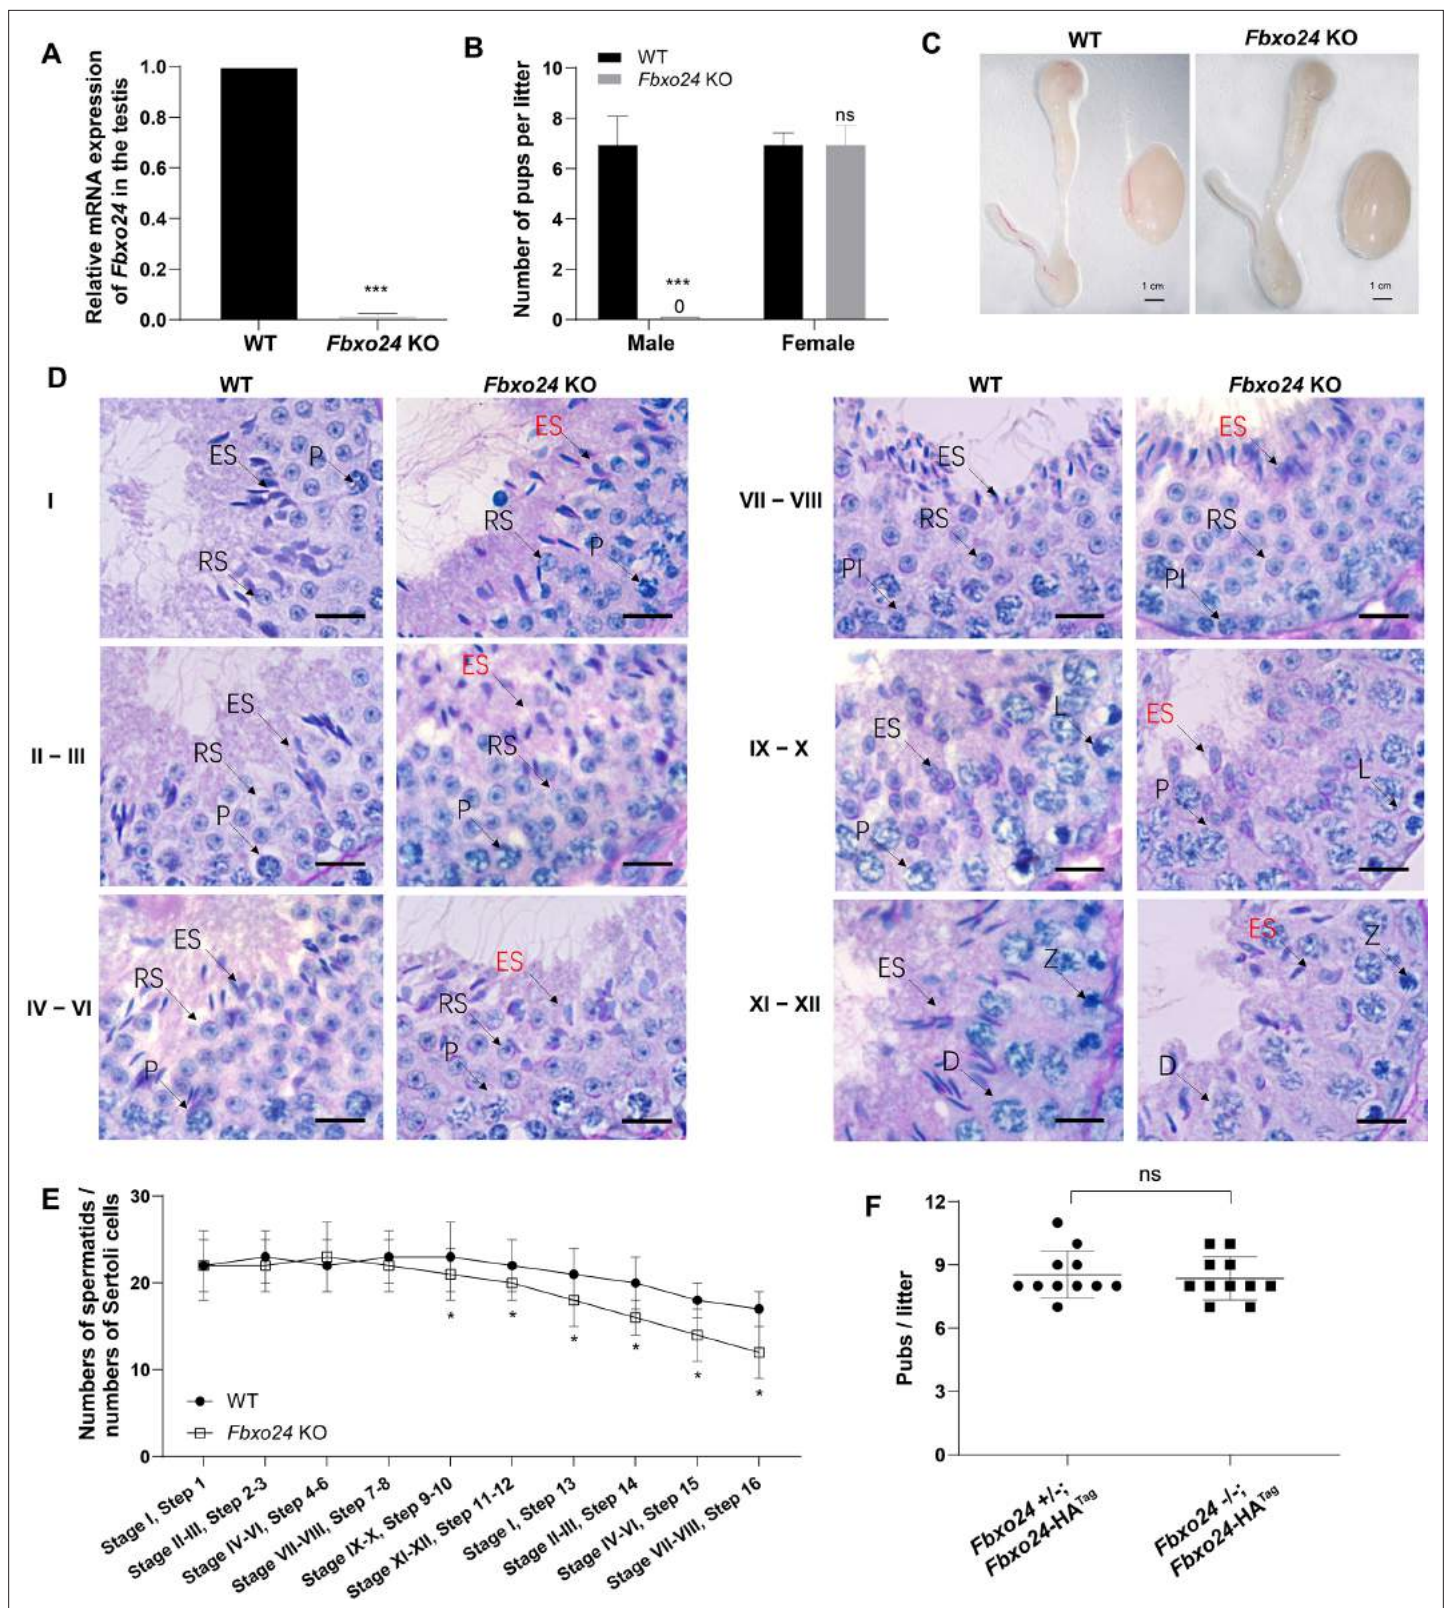 A
Relative mRNA expression
of Fbxo24 in the testis
1.0
0.8
0.6
0.4
0.2
0.0
***
WT
Fbxo24 KO
B
WT
Fbxo24 KO
Number of pups per litter
10
8
6
4
2
0
***
0
ns
Male
Female
C
WT
Fbxo24 KO
1 cm
1 cm
D
WT
Fbxo24 KO
WT
Fbxo24 KO
I
ES
P
RS
ES
RS
P
VII – VIII
ES
RS
Pl
ES
RS
Pl
II – III
ES
RS
P
ES
RS
P
IX – X
ES
L
P
ES
P
L
IV – VI
ES
RS
P
ES
RS
P
XI – XII
ES
Z
D
ES
Z
D
E
Numbers of spermatids /
numbers of Sertoli cells
30
20
10
0
* * * * * *
WT
Fbxo24 KO
Stage I, Step 1
Stage II-III, Step 2-3
Stage IV-VI, Step 4-6
Stage VII-VIII, Step 7-8
Stage IX-X, Step 9-10
Stage XI-XII, Step 11-12
Stage I, Step 13
Stage II-III, Step 14
Stage IV-VI, Step 15
Stage VII-VIII, Step 16
F
ns
Pubs / litter
12
9
6
3
0
Fbxo24 +/-;
Fbxo24-HATag
Fbxo24 -/-;
Fbxo24-HATag